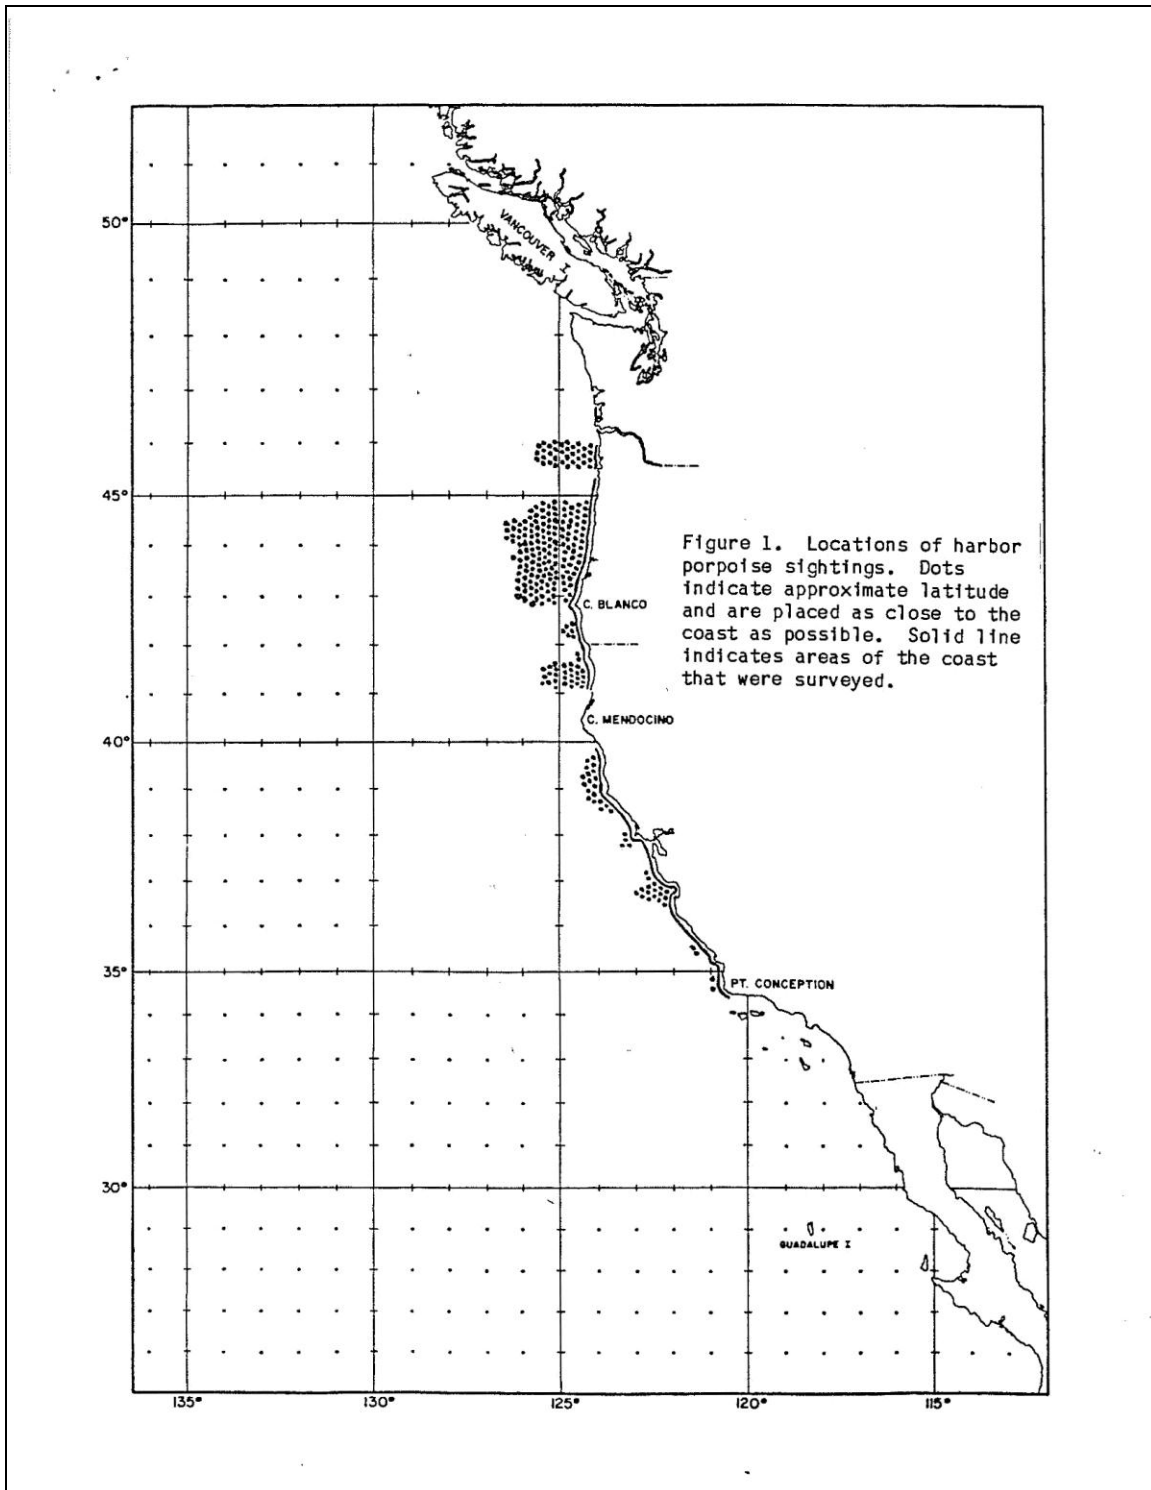 50°
VANCOUVER I.
45°
Figure 1. Locations of harbor
porpoise sightings. Dots
indicate approximate latitude
and are placed as close to the
coast as possible. Solid line
indicates areas of the coast
that were surveyed.
C. BLANCO
C. MENDOCINO
40°
35°
PT. CONCEPTION
30°
GUADALUPE I
135°
130°
125°
120°
115°